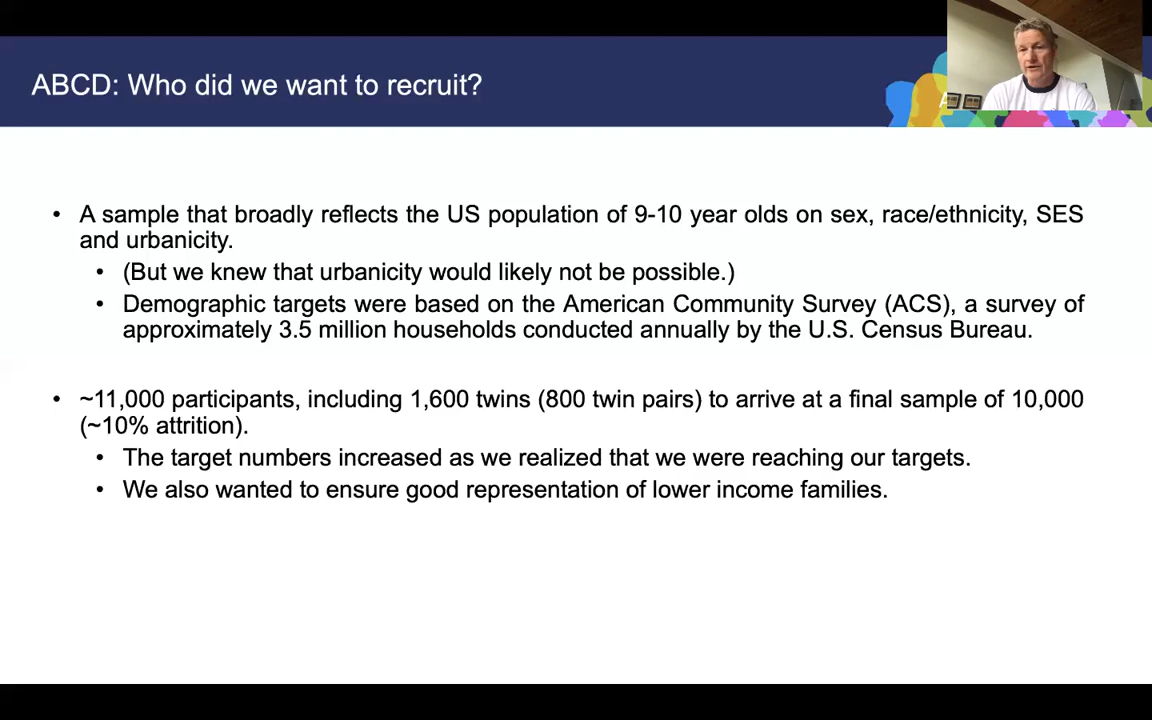 ABCD: Who did we want to recruit?
• A sample that broadly reflects the US population of 9-10 year olds on sex, race/ethnicity, SES
and urbanicity.
• (But we knew that urbanicity would likely not be possible.)
• Demographic targets were based on the American Community Survey (ACS), a survey of
approximately 3.5 million households conducted annually by the U.S. Census Bureau.
• ~11,000 participants, including 1,600 twins (800 twin pairs) to arrive at a final sample of 10,000
(~10% attrition).
• The target numbers increased as we realized that we were reaching our targets.
• We also wanted to ensure good representation of lower income families.